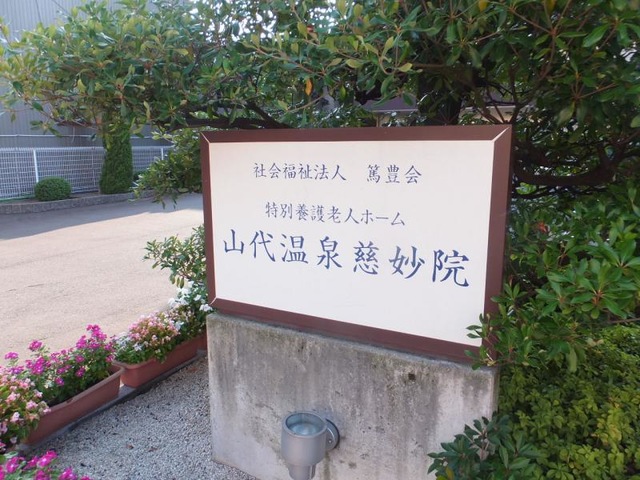 社会福祉法人　篤豊会
特別養護老人ホーム
山代温泉慈妙院